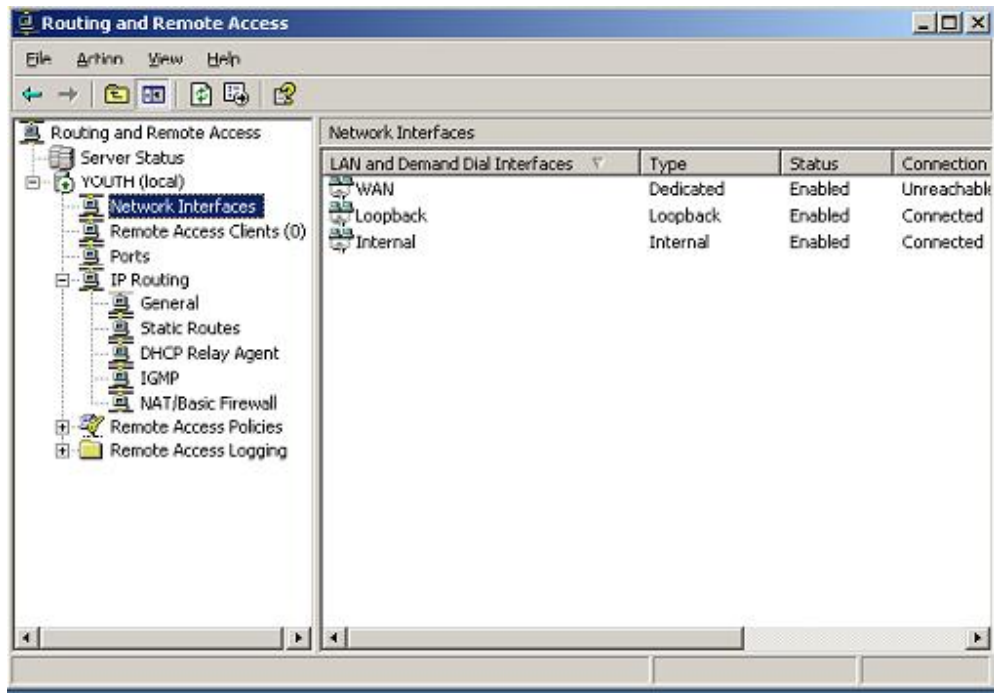 Routing and Remote Access
File Action View Help
Routing and Remote Access
Server Status
YOUTH (local)
Network Interfaces
Remote Access Clients (0)
Ports
IP Routing
General
Static Routes
DHCP Relay Agent
IGMP
NAT/Basic Firewall
Remote Access Policies
Remote Access Logging
Network Interfaces
LAN and Demand Dial Interfaces Type Status Connection
WAN Dedicated Enabled Unreachable
Loopback Loopback Enabled Connected
Internal Internal Enabled Connected